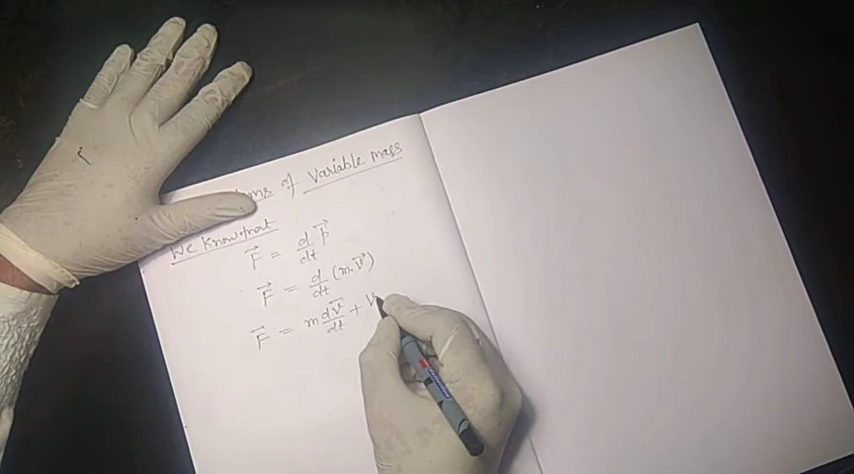 of Variable mass
We know that
F⃗ = d/dt p⃗
F⃗ = d/dt (m.v⃗)
F⃗ = m dv⃗/dt + v